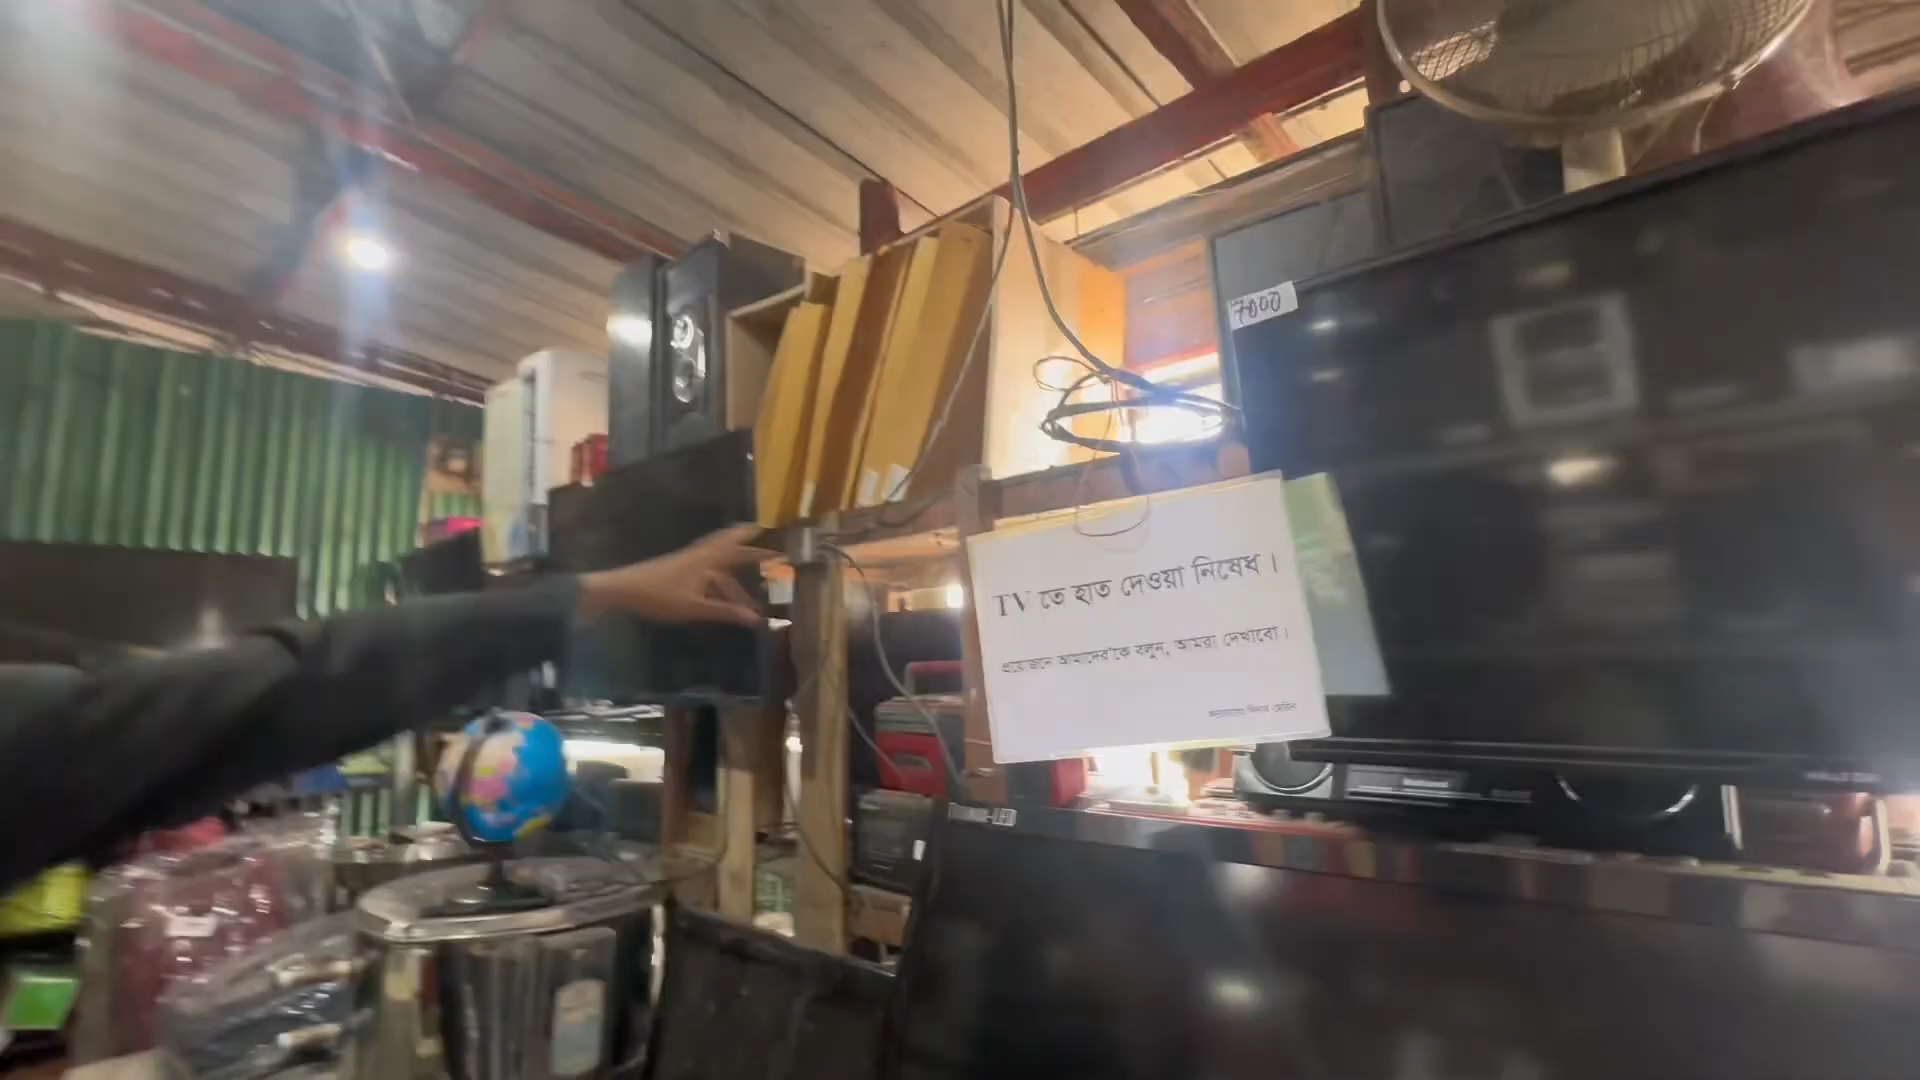 7000
TV তে হাত দেওয়া নিষেধ।
প্রয়োজনে আমাদের কে বলুন, আমরা দেখাবো।